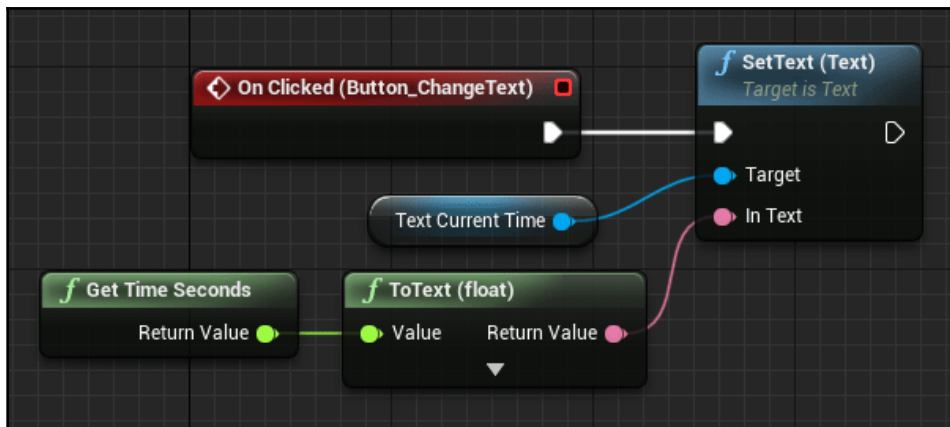 SetText (Text)
Target is Text
On Clicked (Button_ChangeText)
Target
Text Current Time
In Text
f Get Time Seconds
f ToText (float)
Return Value
Value
Return Value